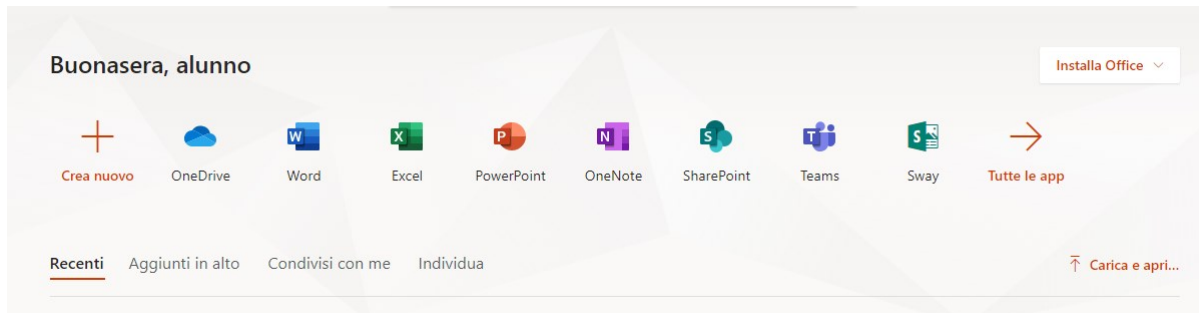 Buonasera, alunno
Installa Office
Crea nuovo OneDrive Word Excel PowerPoint OneNote SharePoint Teams Sway Tutte le app
Recenti Aggiunti in alto Condivisi con me Individua Carica e apri...